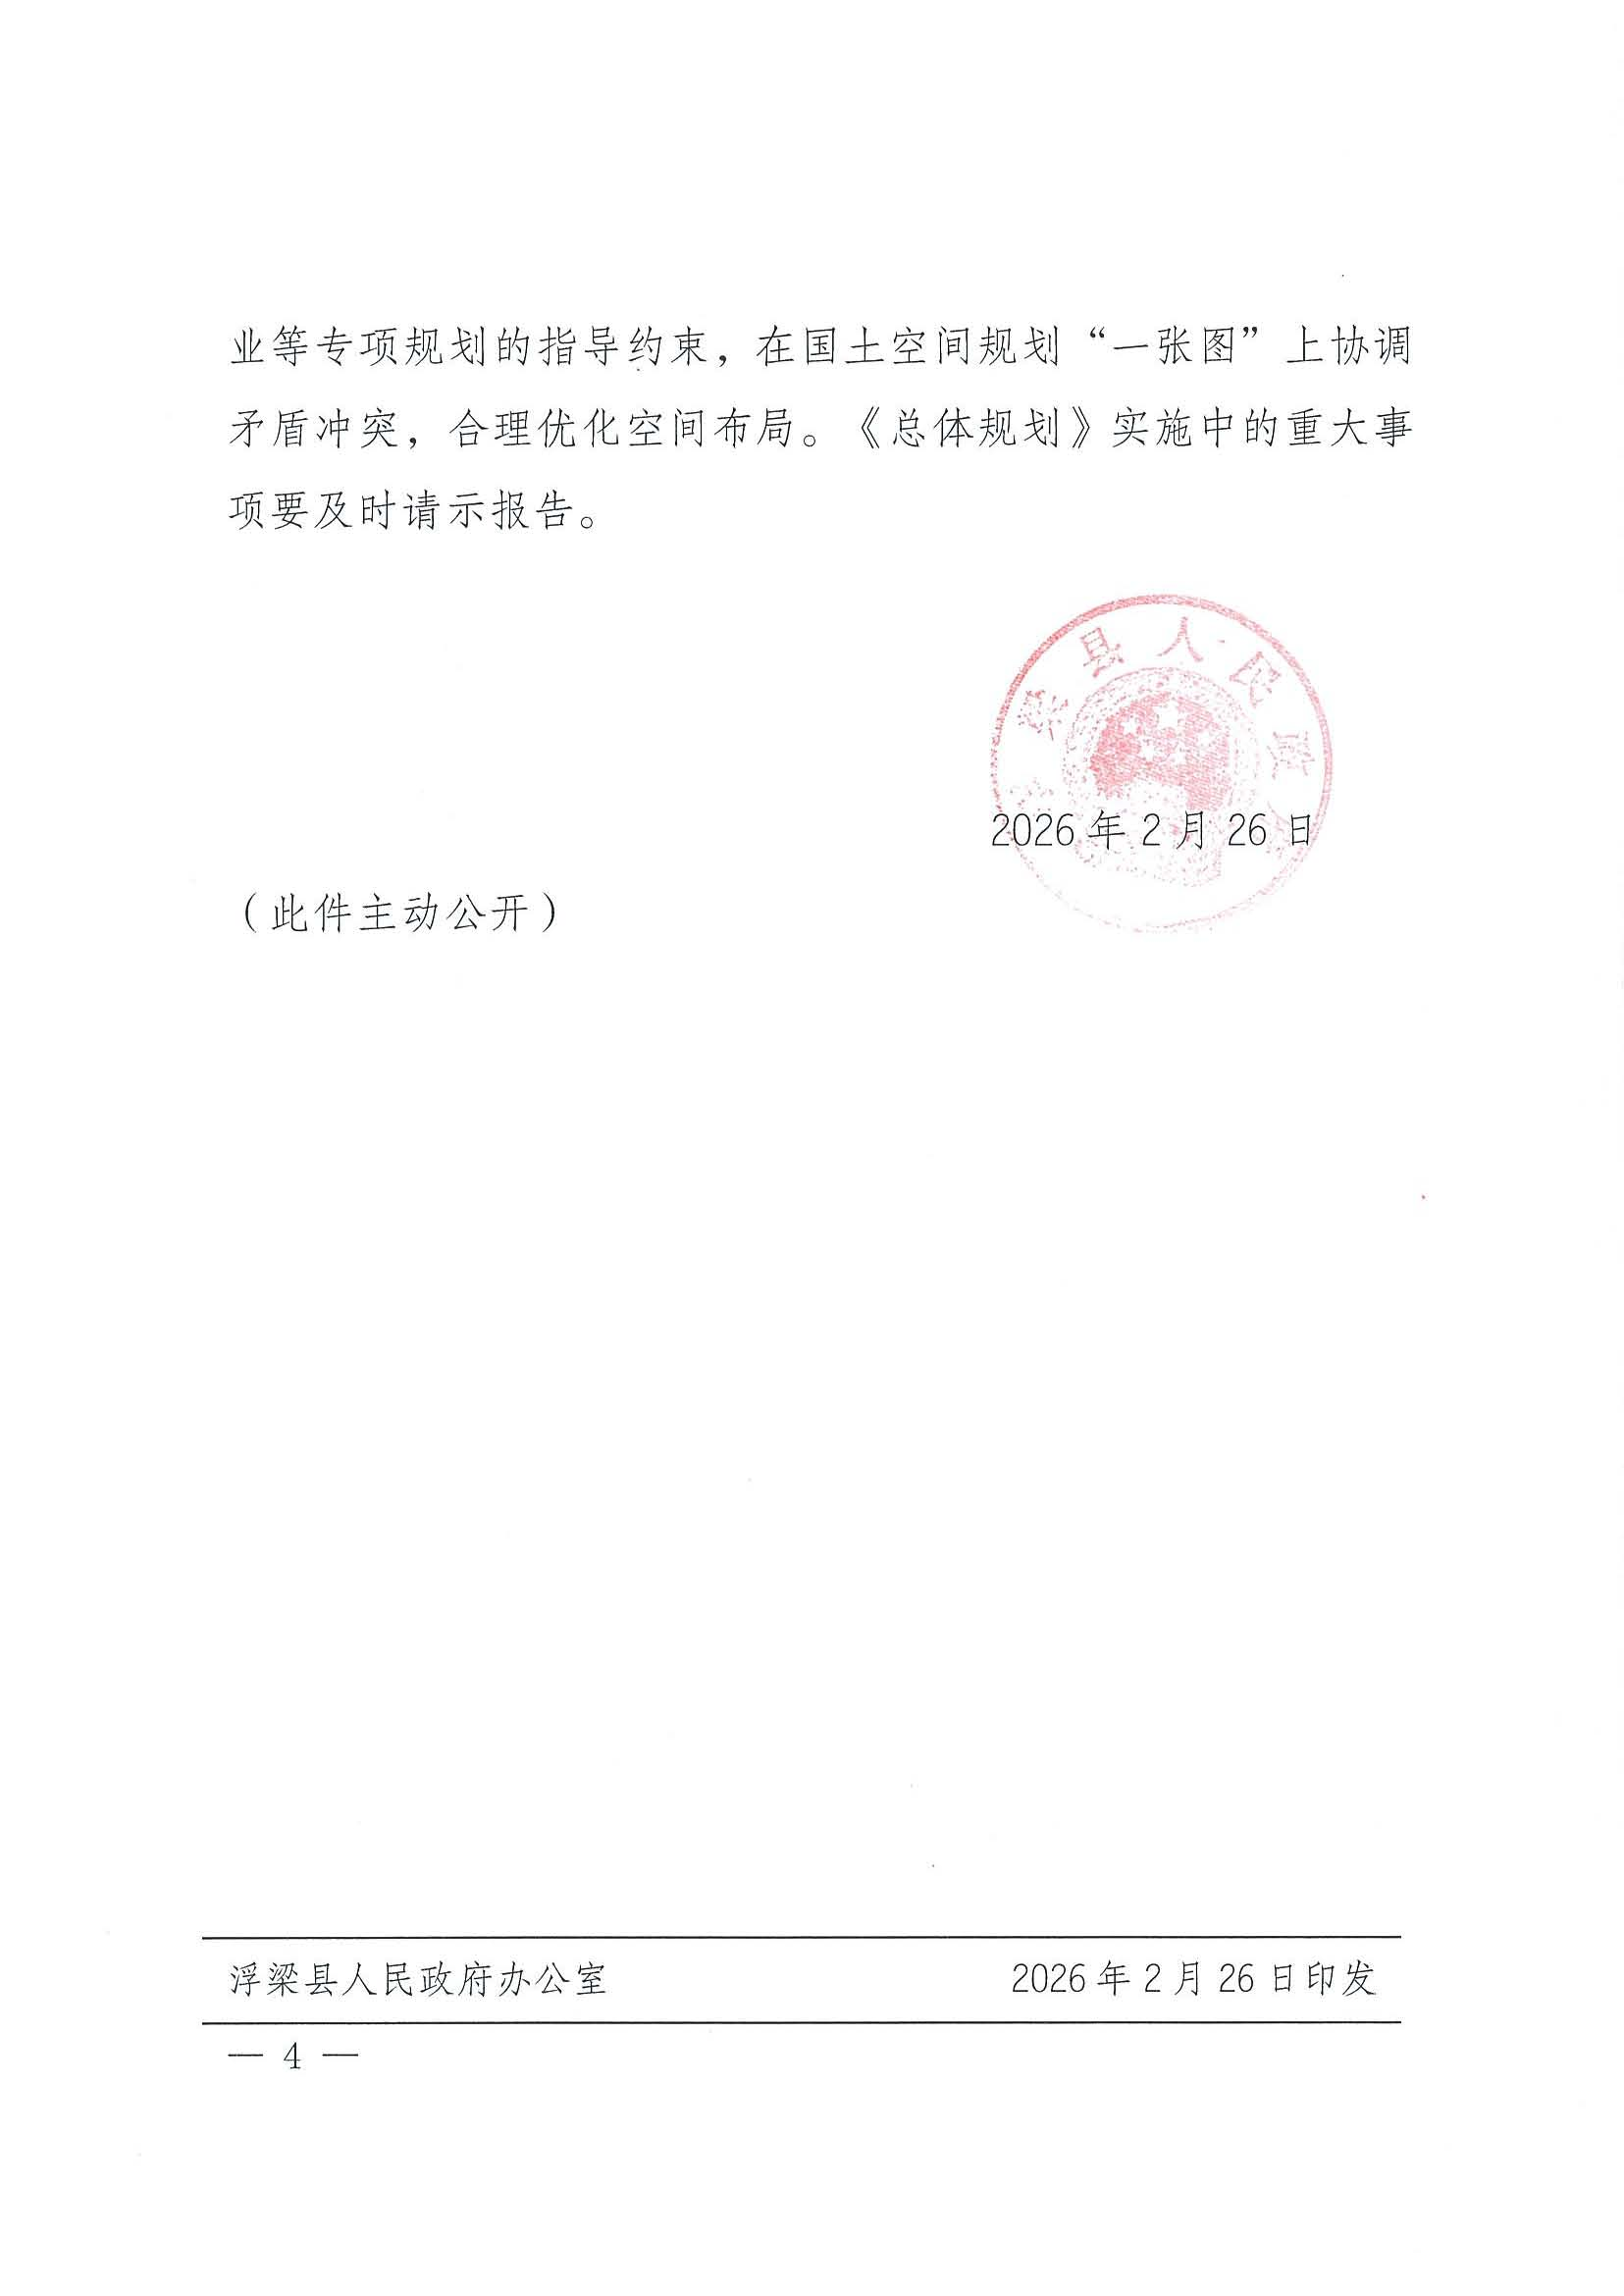 业等专项规划的指导约束，在国土空间规划“一张图”上协调
矛盾冲突，合理优化空间布局。《总体规划》实施中的重大事
项要及时请示报告。
梁县人民政
2026年2月26日
（此件主动公开）
浮梁县人民政府办公室 2026年2月26日印发
— 4 —